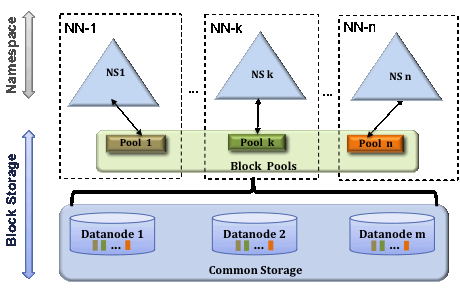 NN-1
NN-k
NN-n
Namespace
NS1
NS k
NS n
...
...
Pool 1
Pool k
Pool n
Block Pools
Block Storage
Datanode 1
Datanode 2
Datanode m
...
...
...
Common Storage